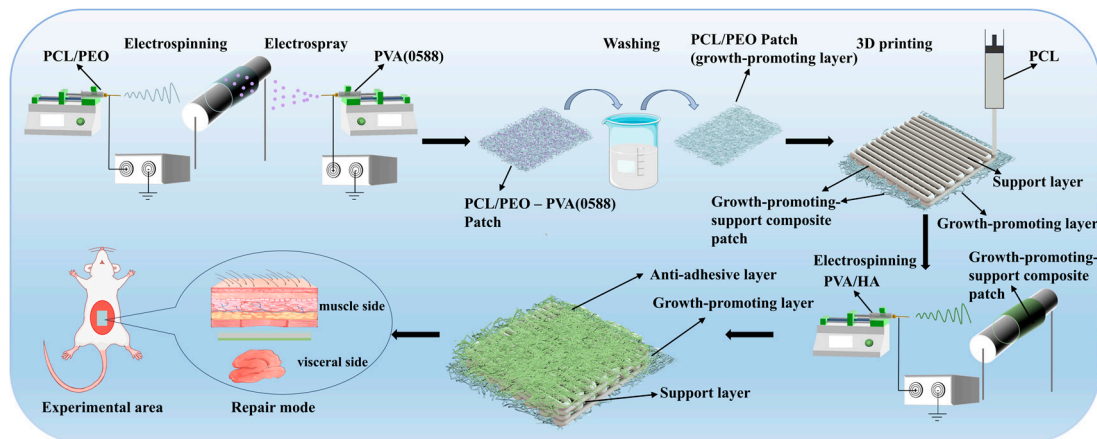 Electrospinning
Electrospray
PCL/PEO
PVA(0588)
Washing
PCL/PEO Patch
(growth-promoting layer)
3D printing
PCL
PCL/PEO – PVA(0588)
Patch
Support layer
Growth-promoting-
support composite
patch
Growth-promoting layer
Electrospinning
PVA/HA
Growth-promoting-
support composite
patch
Anti-adhesive layer
Growth-promoting layer
Support layer
muscle side
visceral side
Experimental area
Repair mode